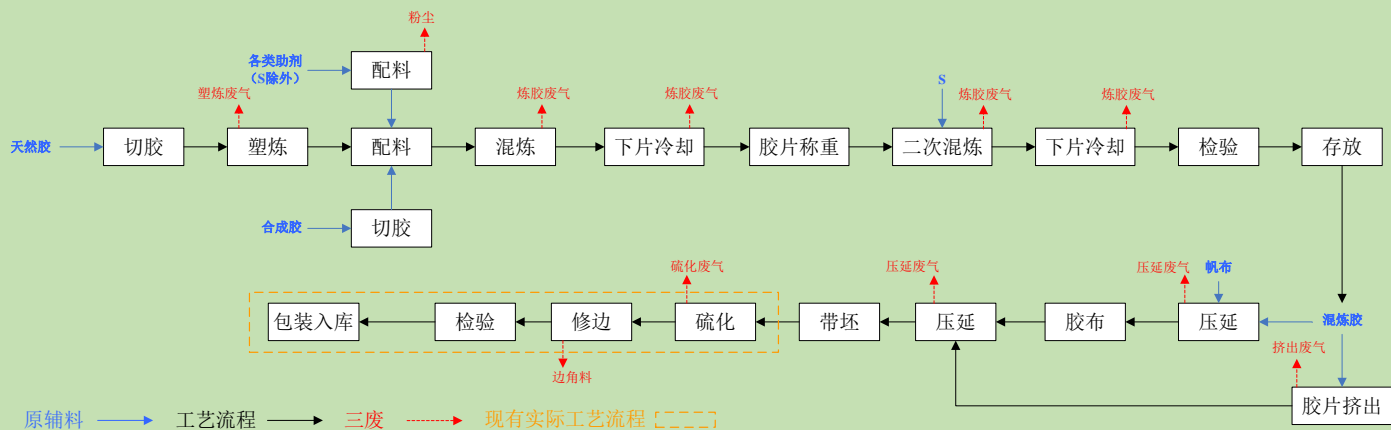 粉尘
各类助剂
（S除外）
配料
S
塑炼废气
炼胶废气
炼胶废气
炼胶废气
炼胶废气
天然胶
切胶
塑炼
配料
混炼
下片冷却
胶片称重
二次混炼
下片冷却
检验
存放
合成胶
切胶
硫化废气
压延废气
压延废气
帆布
包装入库
检验
修边
硫化
带坯
压延
胶布
压延
混炼胶
边角料
挤出废气
胶片挤出
原辅料
工艺流程
三废
现有实际工艺流程